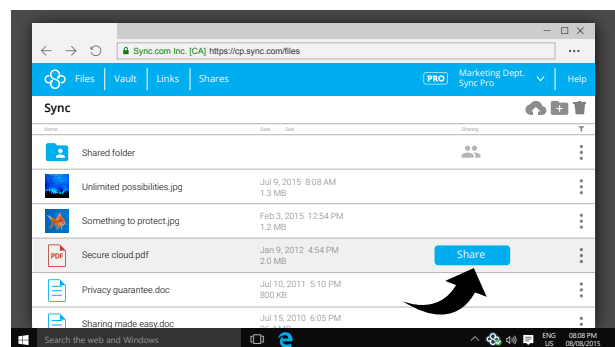 Sync.com Inc. [CA] https://cp.sync.com/files
Files Vault Links Shares PRO Marketing Dept. Help
Sync Pro
Sync
Name Date Size Sharing
Shared folder
Unlimited possibilities.jpg Jul 9, 2015 8:08 AM
1.3 MB
Something to protect.jpg Feb 3, 2015 12:54 PM
1.2 MB
PDF Secure cloud.pdf Jan 9, 2012 4:54 PM Share
2.0 MB
Privacy guarantee.doc Jul 10, 2011 5:10 PM
800 KB
Sharing made easy.doc Jul 15, 2010 6:05 PM
Search the web and Windows ENG 08:08 PM
US 08/08/2015